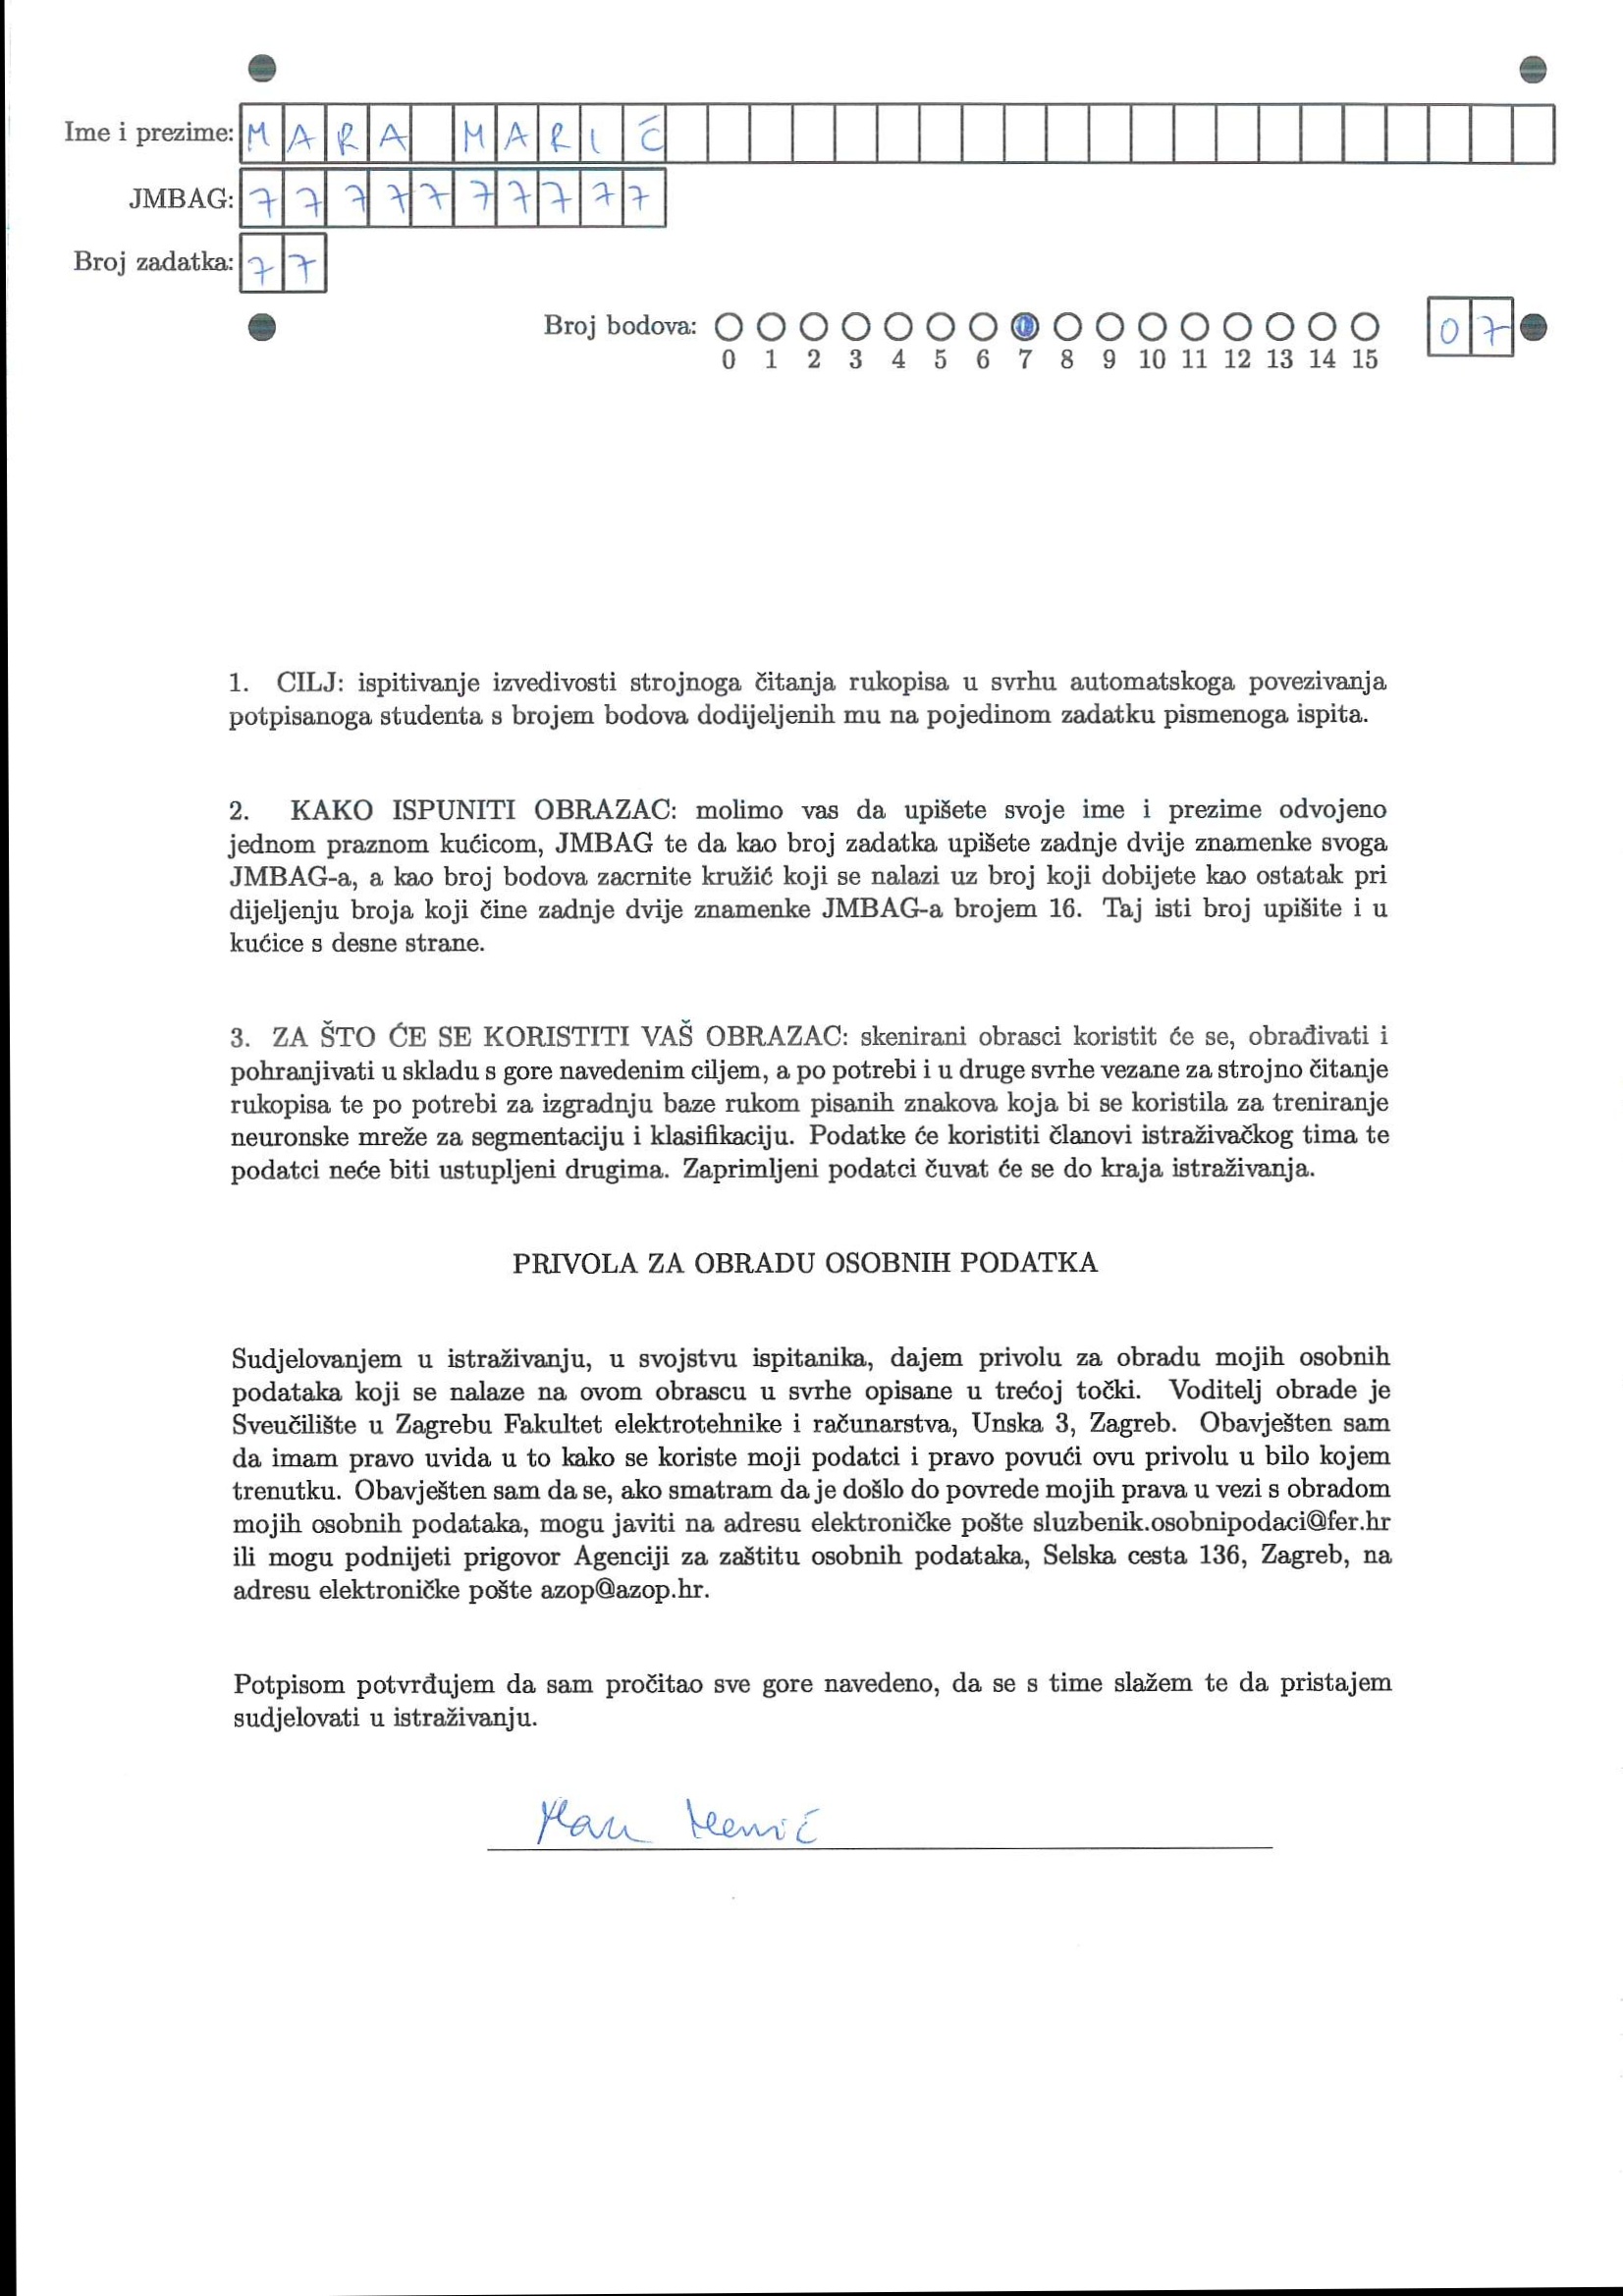 Ime i prezime: MARA MARIĆ
JMBAG: 7777777777
Broj zadatka: 77
Broj bodova: 07
0 1 2 3 4 5 6 7 8 9 10 11 12 13 14 15
1. CILJ: ispitivanje izvedivosti strojnoga čitanja rukopisa u svrhu automatskoga povezivanja
potpisanoga studenta s brojem bodova dodijeljenih mu na pojedinom zadatku pismenoga ispita.
2. KAKO ISPUNITI OBRAZAC: molimo vas da upišete svoje ime i prezime odvojeno
jednom praznom kućicom, JMBAG te da kao broj zadatka upišete zadnje dvije znamenke svoga
JMBAG-a, a kao broj bodova zacrnite kružić koji se nalazi uz broj koji dobijete kao ostatak pri
dijeljenju broja koji čine zadnje dvije znamenke JMBAG-a brojem 16. Taj isti broj upišite i u
kućice s desne strane.
3. ZA ŠTO ĆE SE KORISTITI VAŠ OBRAZAC: skenirani obrasci koristit će se, obrađivati i
pohranjivati u skladu s gore navedenim ciljem, a po potrebi i u druge svrhe vezane za strojno čitanje
rukopisa te po potrebi za izgradnju baze rukom pisanih znakova koja bi se koristila za treniranje
neuronske mreže za segmentaciju i klasifikaciju. Podatke će koristiti članovi istraživačkog tima te
podatci neće biti ustupljeni drugima. Zaprimljeni podatci čuvat će se do kraja istraživanja.
PRIVOLA ZA OBRADU OSOBNIH PODATKA
Sudjelovanjem u istraživanju, u svojstvu ispitanika, dajem privolu za obradu mojih osobnih
podataka koji se nalaze na ovom obrascu u svrhe opisane u trećoj točki. Voditelj obrade je
Sveučilište u Zagrebu Fakultet elektrotehnike i računarstva, Unska 3, Zagreb. Obavješten sam
da imam pravo uvida u to kako se koriste moji podatci i pravo povući ovu privolu u bilo kojem
trenutku. Obavješten sam da se, ako smatram da je došlo do povrede mojih prava u vezi s obradom
mojih osobnih podataka, mogu javiti na adresu elektroničke pošte sluzbenik.osobnipodaci@fer.hr
ili mogu podnijeti prigovor Agenciji za zaštitu osobnih podataka, Selska cesta 136, Zagreb, na
adresu elektroničke pošte azop@azop.hr.
Potpisom potvrđujem da sam pročitao sve gore navedeno, da se s time slažem te da pristajem
sudjelovati u istraživanju.